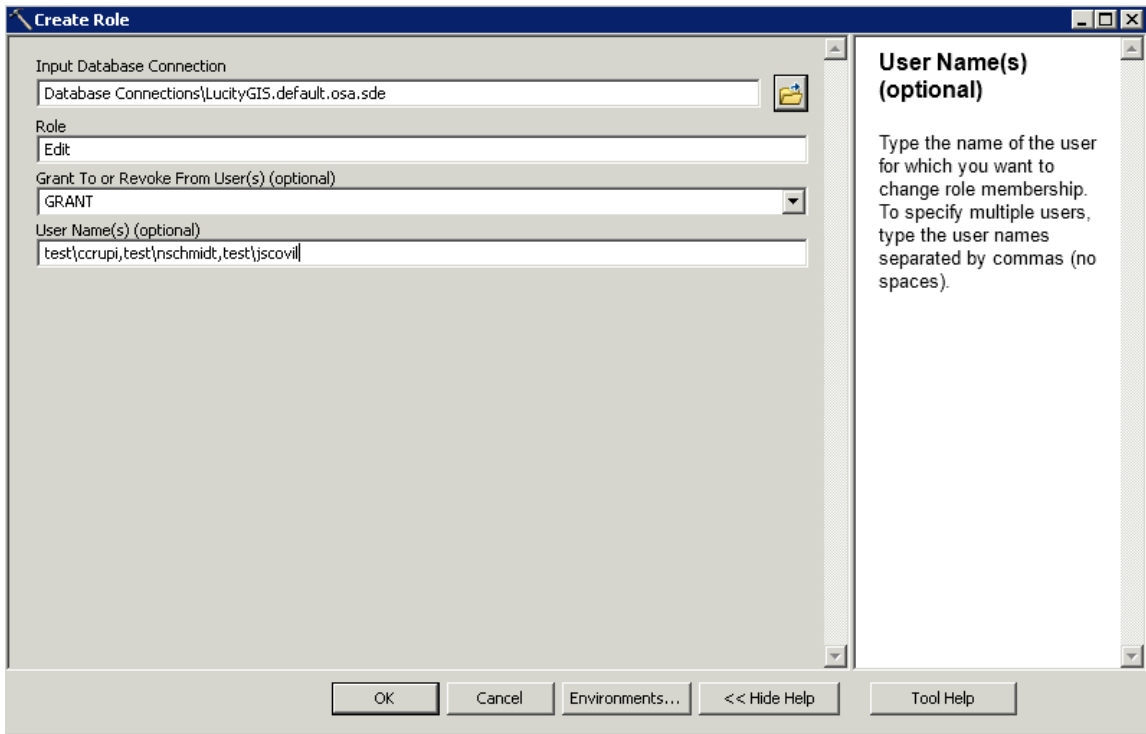 Create Role
Input Database Connection
Database Connections\LucityGIS.default.osa.sde
Role
Edit
Grant To or Revoke From User(s) (optional)
GRANT
User Name(s) (optional)
test\ccrupi,test\nschmidt,test\jscovil
User Name(s)
(optional)
Type the name of the user
for which you want to
change role membership.
To specify multiple users,
type the user names
separated by commas (no
spaces).
OK
Cancel
Environments...
<< Hide Help
Tool Help